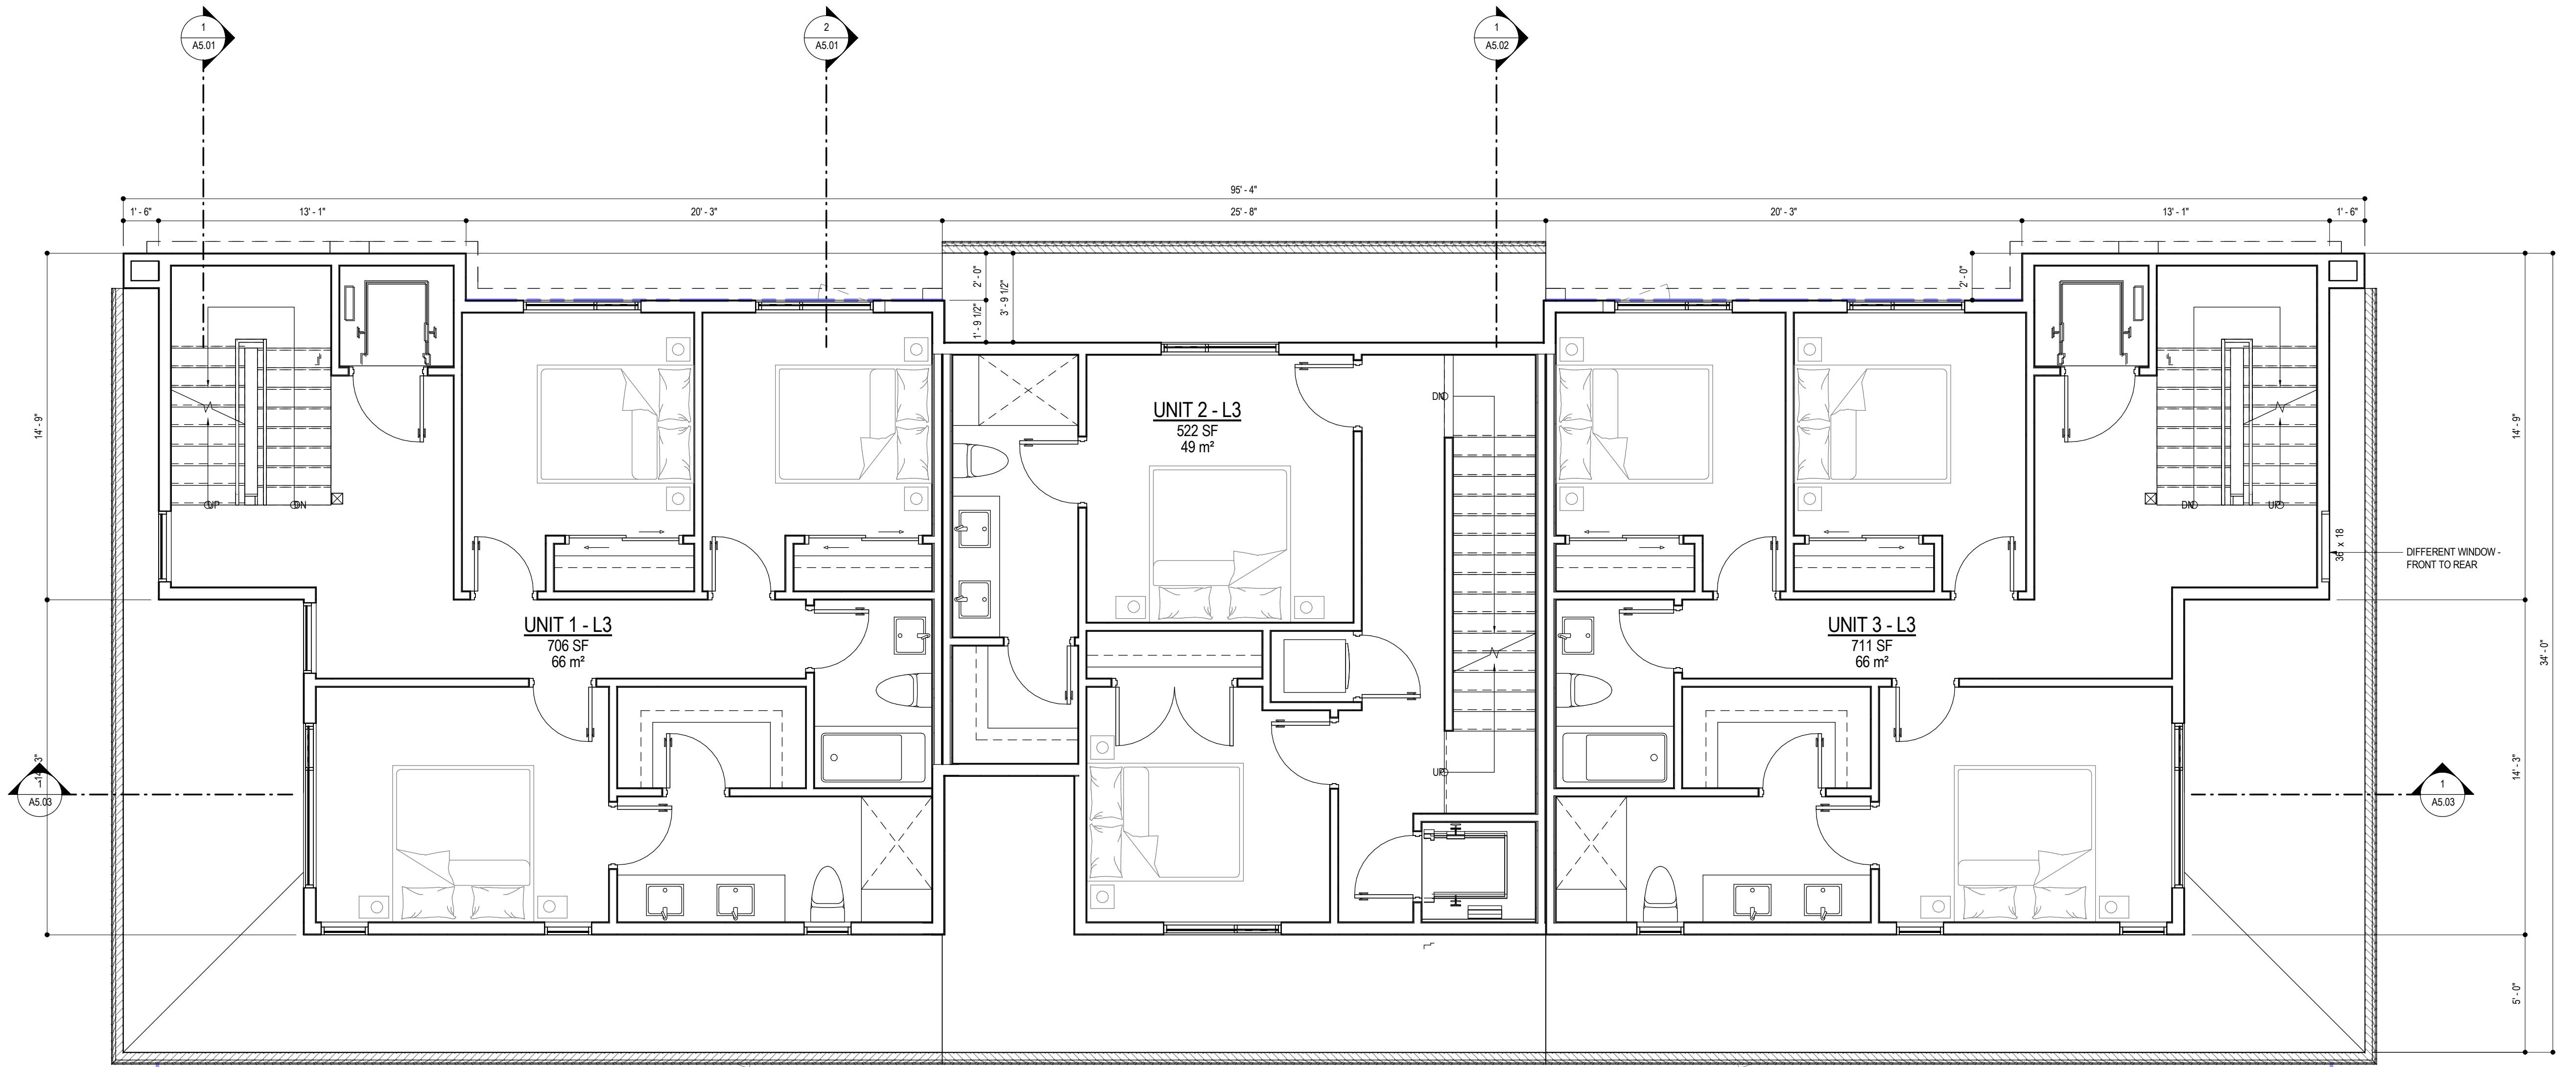 1
A5.01
2
A5.01
1
A5.02
95' - 4"
1' - 6"
13' - 1"
20' - 3"
25' - 8"
20' - 3"
13' - 1"
1' - 6"
2' - 0"
3' - 9 1/2"
1' - 9 1/2"
2' - 0"
14' - 9"
14' - 9"
DN
UNIT 2 - L3
522 SF
49 m²
UP
DN
DN
UP
36 x 18
DIFFERENT WINDOW -
FRONT TO REAR
UNIT 1 - L3
706 SF
66 m²
UNIT 3 - L3
711 SF
66 m²
34' - 0"
14' - 3"
14' - 3"
UP
1
A5.03
1
A5.03
5' - 0"